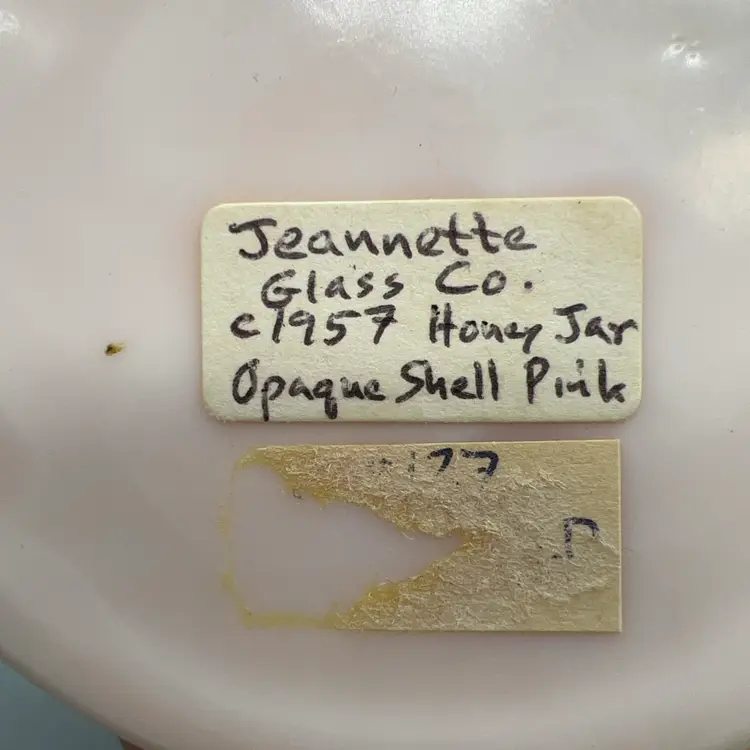 Jeannette
Glass Co.
c1957 Honey Jar
Opaque Shell Pink